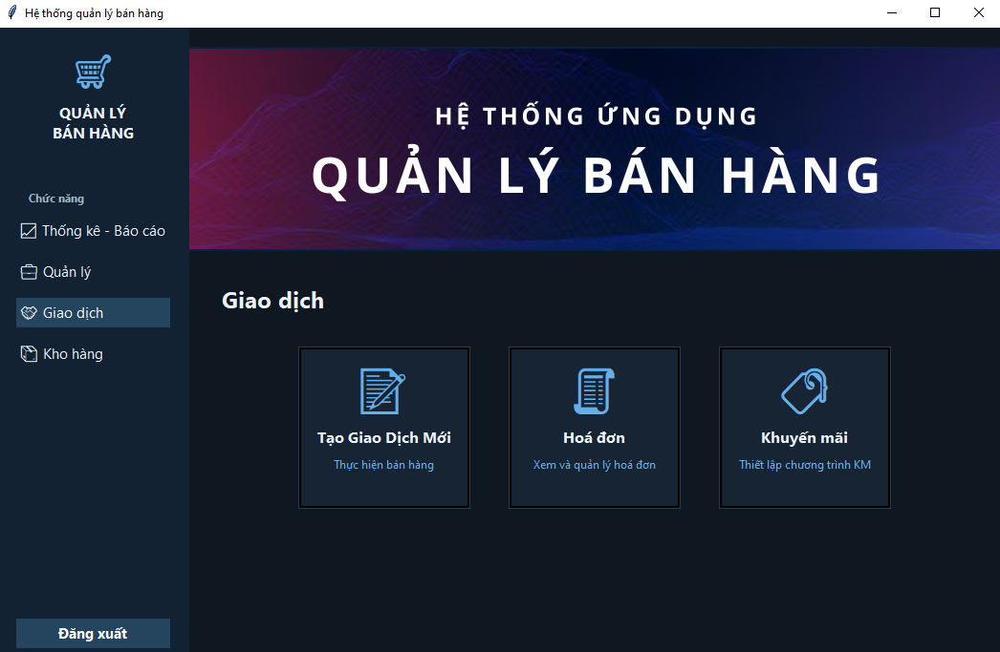 Hệ thống quản lý bán hàng
QUẢN LÝ
BÁN HÀNG
Chức năng
Thống kê - Báo cáo
Quản lý
Giao dịch
Kho hàng
Đăng xuất
HỆ THỐNG ỨNG DỤNG
QUẢN LÝ BÁN HÀNG
Giao dịch
Tạo Giao Dịch Mới
Thực hiện bán hàng
Hoá đơn
Xem và quản lý hoá đơn
Khuyến mãi
Thiết lập chương trình KM